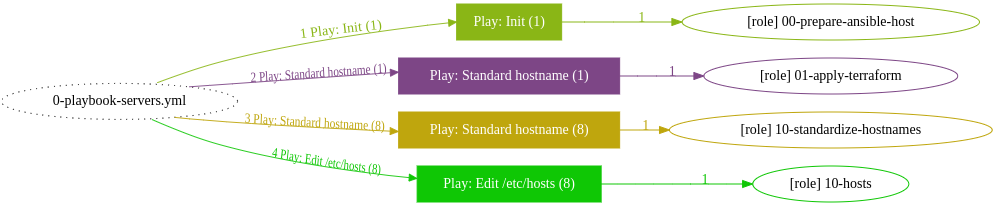 1 Play: Init (1)
Play: Init (1)
1
[role] 00-prepare-ansible-host
2 Play: Standard hostname (1)
Play: Standard hostname (1)
1
[role] 01-apply-terraform
0-playbook-servers.yml
3 Play: Standard hostname (8)
Play: Standard hostname (8)
1
[role] 10-standardize-hostnames
4 Play: Edit /etc/hosts (8)
Play: Edit /etc/hosts (8)
1
[role] 10-hosts